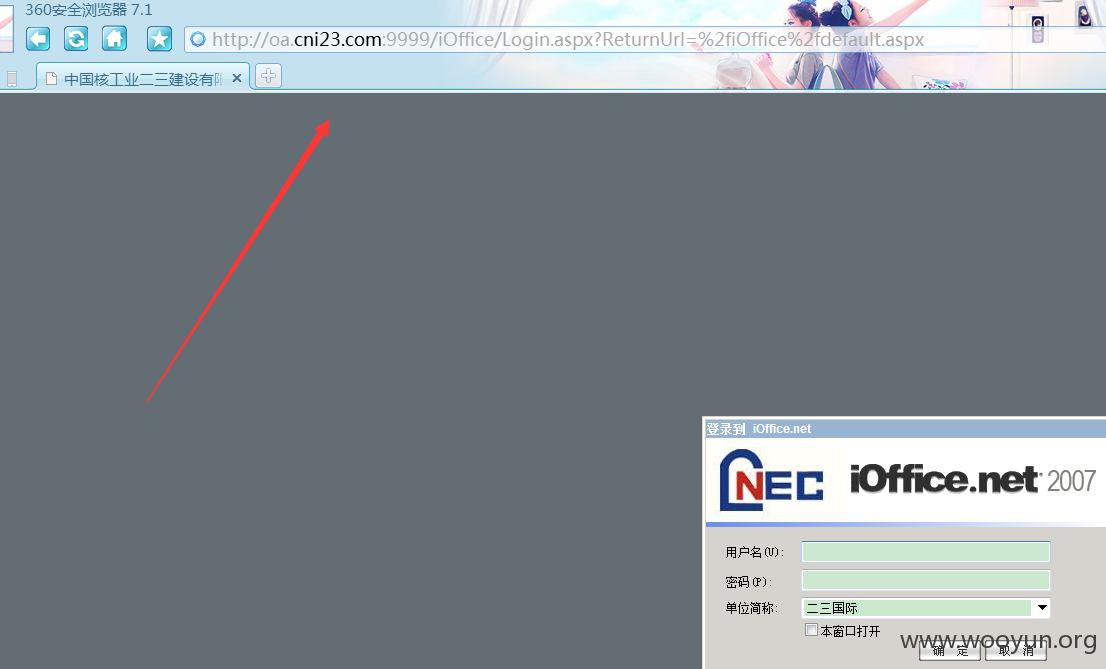 360安全浏览器 7.1
http://oa.cni23.com:9999/iOffice/Login.aspx?ReturnUrl=%2fiOffice%2fdefault.aspx
中国核工业二三建设有限
登录到 iOffice.net
CNEC iOffice.net 2007
用户名(U):
密码(P):
单位简称: 二三国际
本窗口打开
www.wooyun.org
确 定 取 消